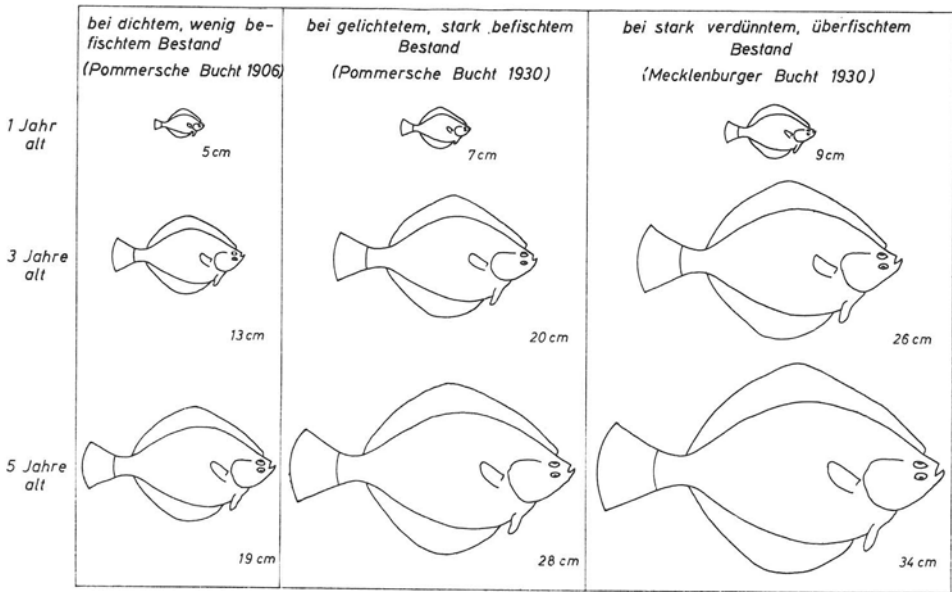 bei dichtem, wenig be-
fischtem Bestand
(Pommersche Bucht 1906)
bei gelichtetem, stark befischtem
Bestand
(Pommersche Bucht 1930)
bei stark verdünntem, überfischtem
Bestand
(Mecklenburger Bucht 1930)
1 Jahr
alt
5 cm
7 cm
9 cm
3 Jahre
alt
13 cm
20 cm
26 cm
5 Jahre
alt
19 cm
28 cm
34 cm